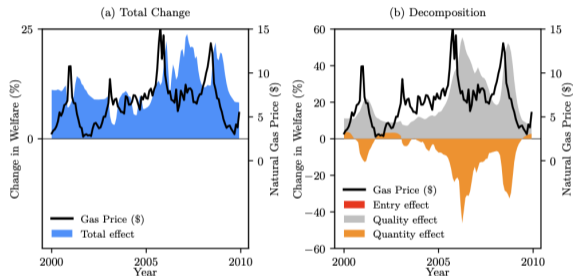 (a) Total Change
Change in Welfare (%)
25
0
15
10
5
0
Natural Gas Price ($)
Gas Price ($)
Total effect
2000
2005
2010
Year
(b) Decomposition
Change in Welfare (%)
60
40
20
0
−20
−40
−60
15
10
5
0
Natural Gas Price ($)
Gas Price ($)
Entry effect
Quality effect
Quantity effect
2000
2005
2010
Year